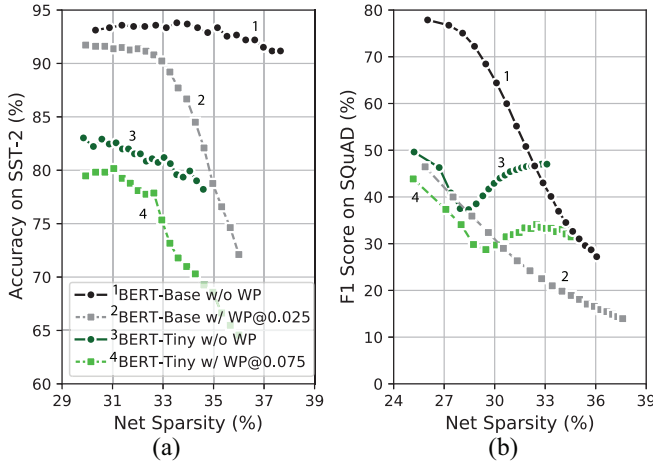 Accuracy on SST-2 (%)
95
90
85
80
75
70
65
60
1
2
3
4
1BERT-Base w/o WP
2BERT-Base w/ WP@0.025
3BERT-Tiny w/o WP
4BERT-Tiny w/ WP@0.075
29 31 33 35 37 39
Net Sparsity (%)
(a)
F1 Score on SQuAD (%)
80
70
60
50
40
30
20
10
0
1
3
4
2
24 27 30 33 36 39
Net Sparsity (%)
(b)